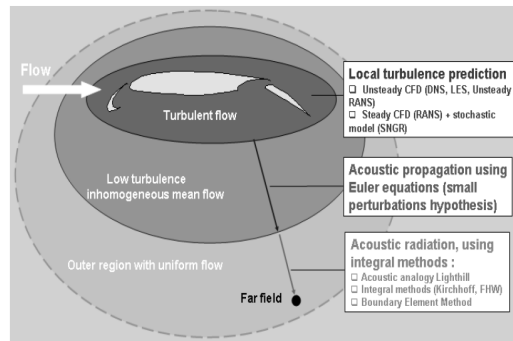 Flow
Turbulent flow
Low turbulence
inhomogeneous mean flow
Outer region with uniform flow
Far field
Local turbulence prediction
❑ Unsteady CFD (DNS, LES, Unsteady
RANS)
❑ Steady CFD (RANS) + stochastic
model (SNGR)
Acoustic propagation using
Euler equations (small
perturbations hypothesis)
Acoustic radiation, using
integral methods :
❑ Acoustic analogy Lighthill
❑ Integral methods (Kirchhoff, FHW)
❑ Boundary Element Method